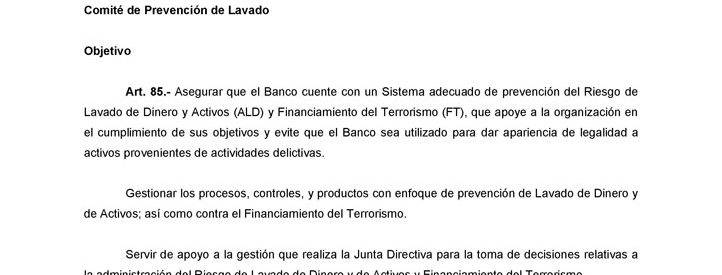 Comité de Prevención de Lavado
Objetivo
Art. 85.- Asegurar que el Banco cuente con un Sistema adecuado de prevención del Riesgo de
Lavado de Dinero y Activos (ALD) y Financiamiento del Terrorismo (FT), que apoye a la organización en
el cumplimiento de sus objetivos y evite que el Banco sea utilizado para dar apariencia de legalidad a
activos provenientes de actividades delictivas.
Gestionar los procesos, controles, y productos con enfoque de prevención de Lavado de Dinero y
de Activos; así como contra el Financiamiento del Terrorismo.
Servir de apoyo a la gestión que realiza la Junta Directiva para la toma de decisiones relativas a
la administración del Riesgo de Lavado de Dinero y de Activos y Financiamiento del Terrorismo.